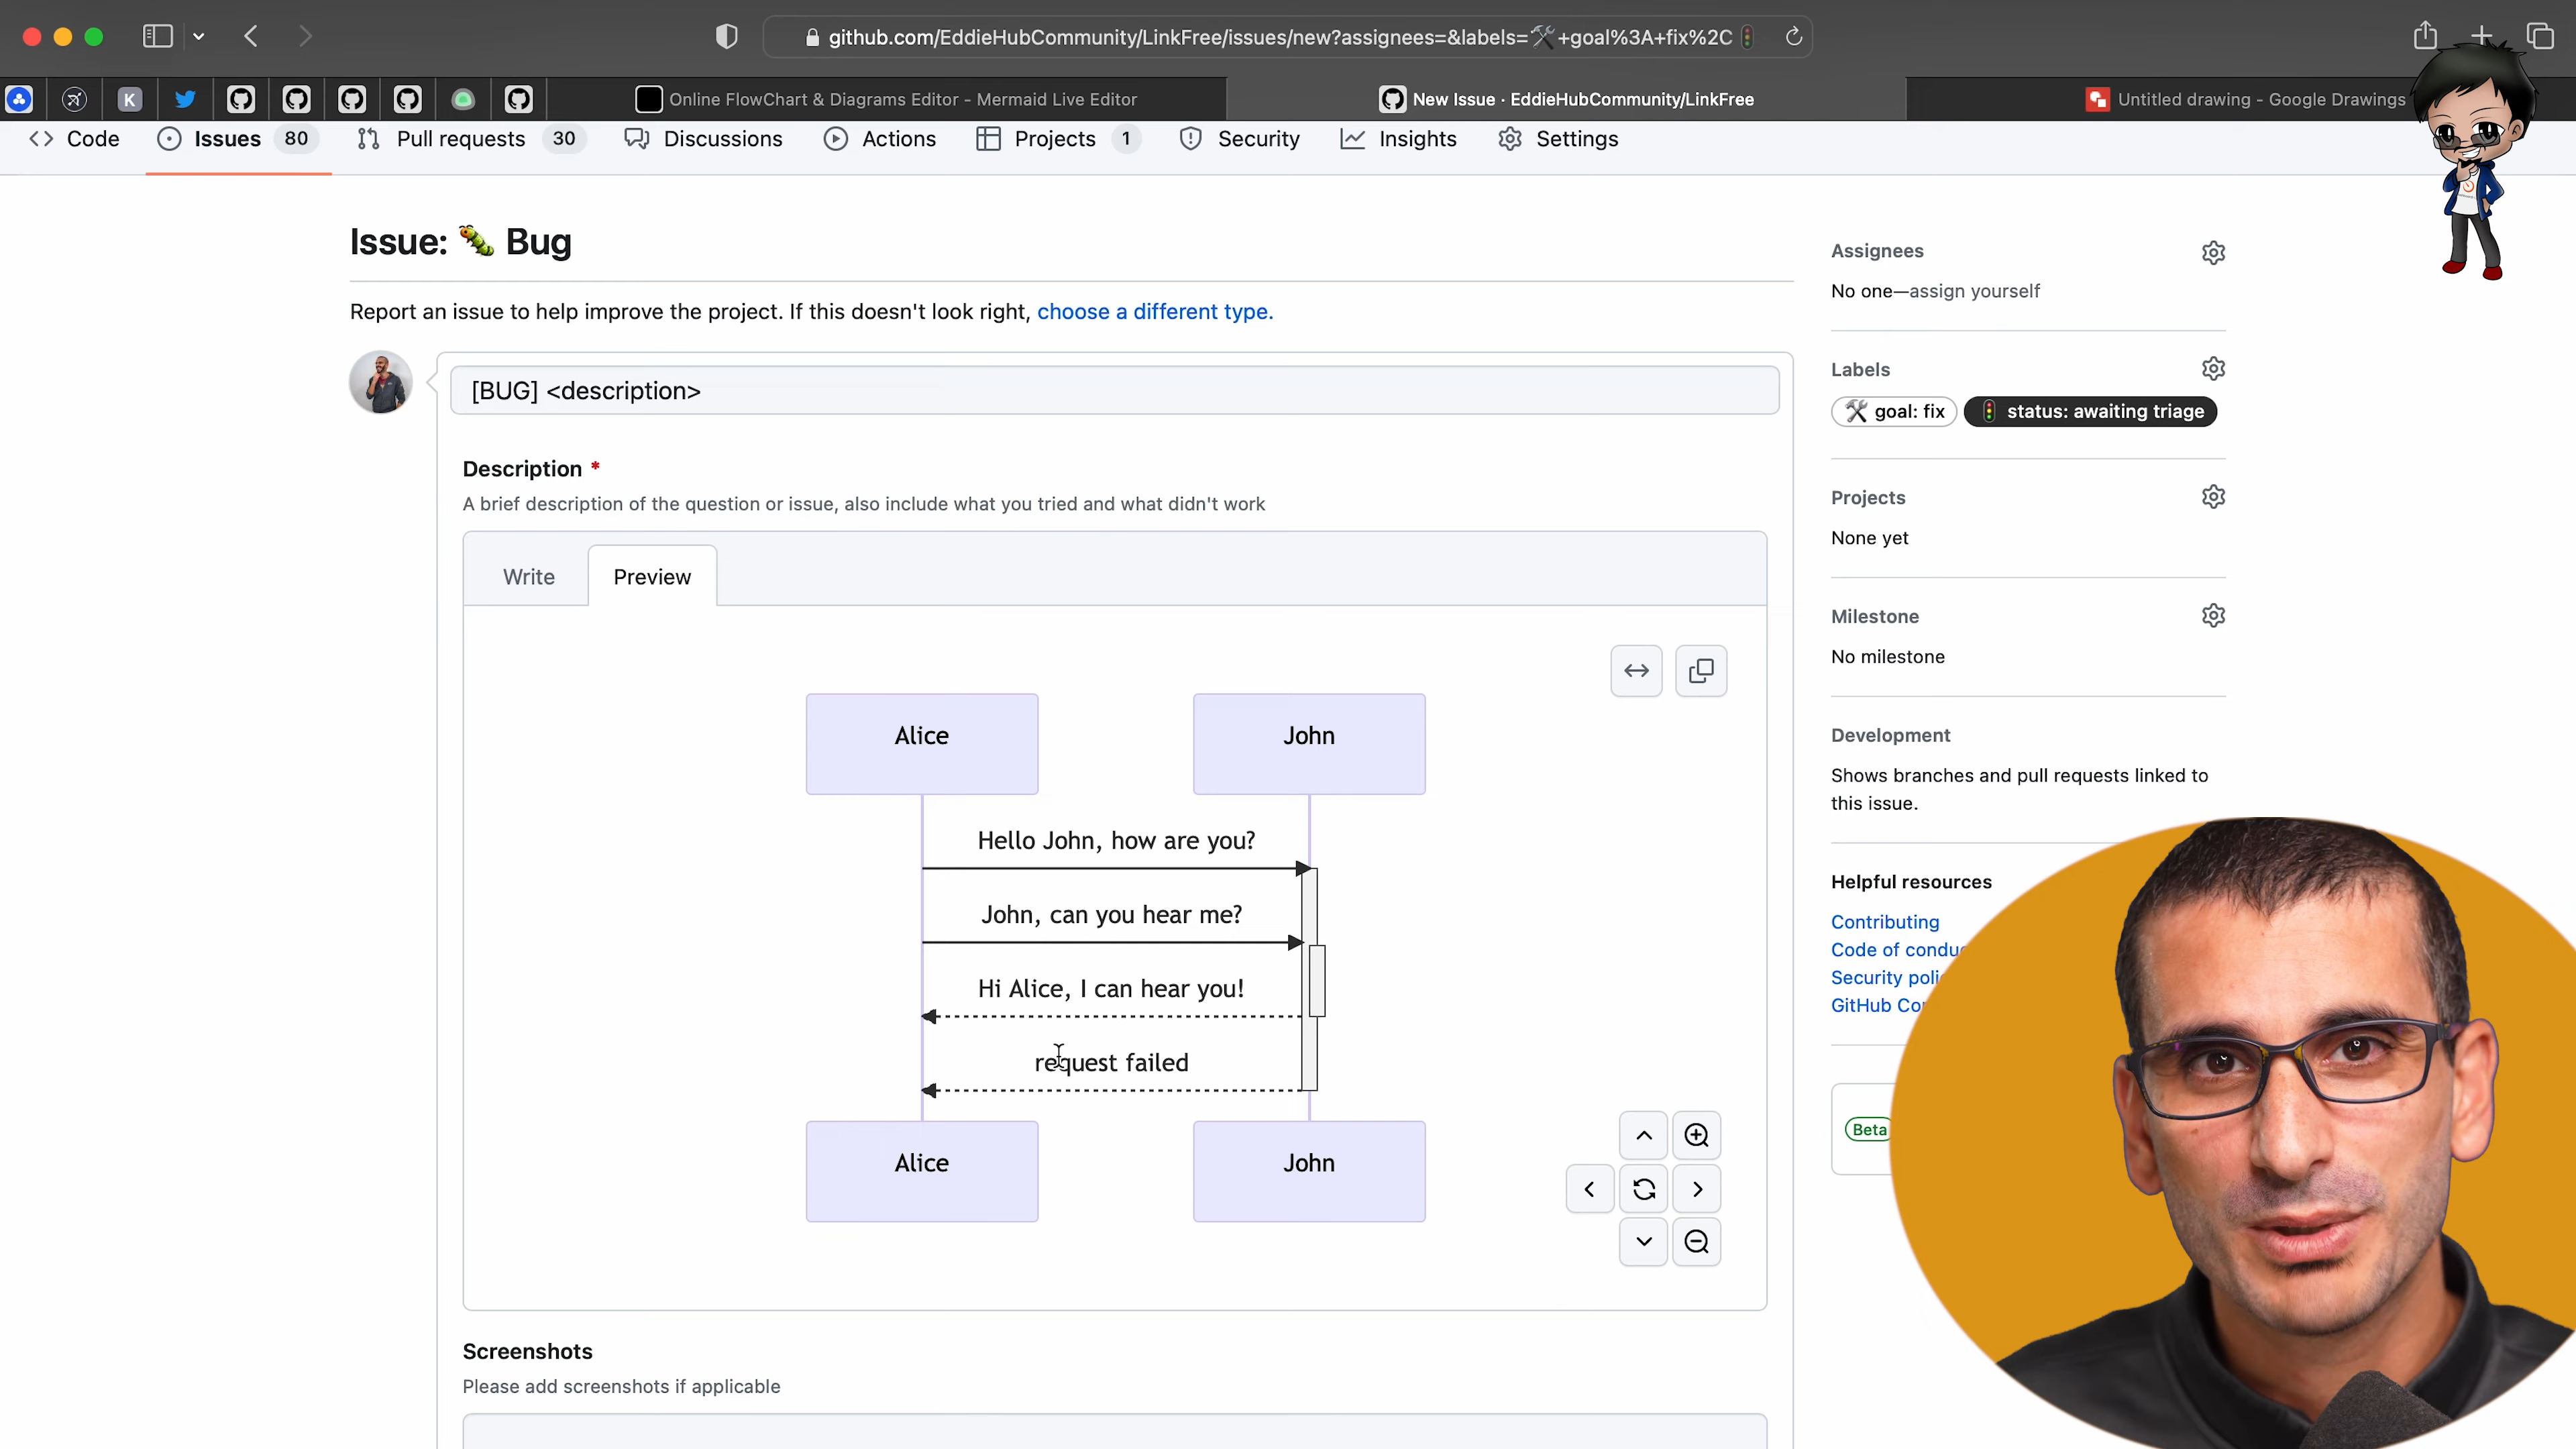 github.com/EddieHubCommunity/LinkFree/issues/new?assignees=&labels=🛠+goal%3A+fix%2C🚦
K
Online FlowChart & Diagrams Editor - Mermaid Live Editor
New Issue · EddieHubCommunity/LinkFree
Untitled drawing - Google Drawings
Code
Issues 80
Pull requests 30
Discussions
Actions
Projects 1
Security
Insights
Settings
Issue: 🐛 Bug
Report an issue to help improve the project. If this doesn't look right, choose a different type.
[BUG] <description>
Description *
A brief description of the question or issue, also include what you tried and what didn't work
Write
Preview
Alice
John
Hello John, how are you?
John, can you hear me?
Hi Alice, I can hear you!
request failed
Alice
John
Screenshots
Please add screenshots if applicable
Assignees
No one—assign yourself
Labels
🛠 goal: fix
🚦 status: awaiting triage
Projects
None yet
Milestone
No milestone
Development
Shows branches and pull requests linked to
this issue.
Helpful resources
Contributing
Code of
Security
GitHub
Beta